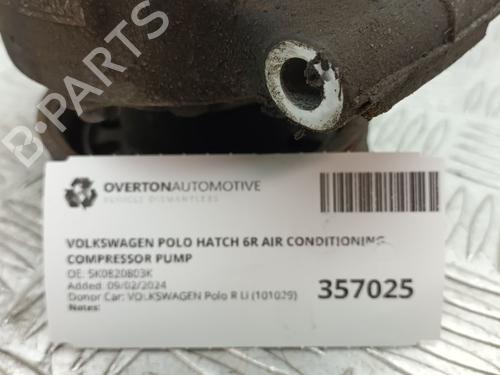 B-PARTS
OVERTONAUTOMOTIVE
VEHICLE DISMANTLERS
VOLKSWAGEN POLO HATCH 6R AIR CONDITIONING
COMPRESSOR PUMP
OE: 5K0820803K
Added: 09/02/2024
Donor Car: VOLKSWAGEN Polo R Li (101029)
Notes:
357025